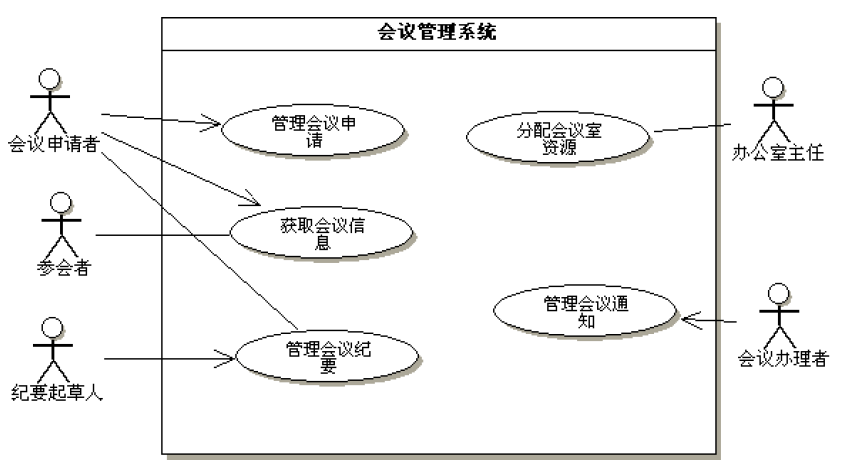 会议管理系统
会议申请者
管理会议申
请
分配会议室
资源
办公室主任
参会者
获取会议信
息
管理会议通
知
会议办理者
纪要起草人
管理会议纪
要